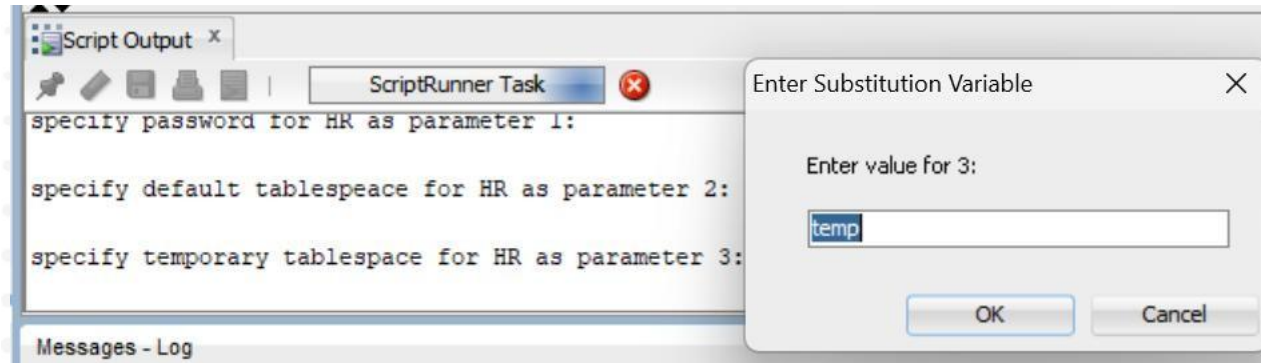 Script Output x
ScriptRunner Task
specify password for HR as parameter 1:
specify default tablespeace for HR as parameter 2:
specify temporary tablespace for HR as parameter 3:
Messages - Log
Enter Substitution Variable
Enter value for 3:
temp
OK Cancel